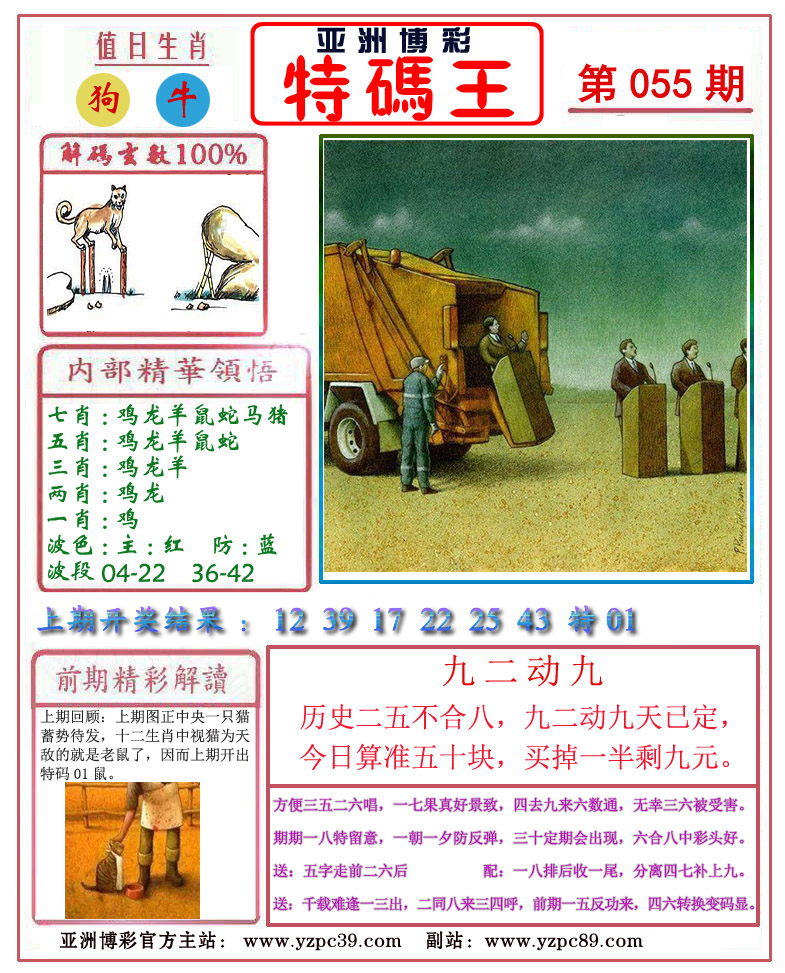 值日生肖
狗 牛
亚洲博彩
特碼王
第 055 期
解碼玄數100%
内部精華領悟
七肖：鸡龙羊鼠蛇马猪
五肖：鸡龙羊鼠蛇
三肖：鸡龙羊
两肖：鸡龙
一肖：鸡
波色：主：红 防：蓝
波段 04-22 36-42
上期开奖结果： 12 39 17 22 25 43 特 01
前期精彩解讀
上期回顾：上期图正中央一只猫
蓄势待发，十二生肖中视猫为天
敌的就是老鼠了，因而上期开出
特码 01 鼠。
九二动九
历史二五不合八，九二动九天已定，
今日算准五十块，买掉一半剩九元。
方便三五二六唱，一七果真好景致，四去九来六数通，无幸三六被受害。
期期一八特留意，一朝一夕防反弹，三十定期会出现，六合八中彩头好。
送：五字走前二六后 配：一八排后收一尾，分离四七补上九。
送：千载难逢一三出，二同八来三四呼，前期一五反功来，四六转换变码显。
亚洲博彩官方主站： www.yzpc39.com 副站：www.yzpc89.com